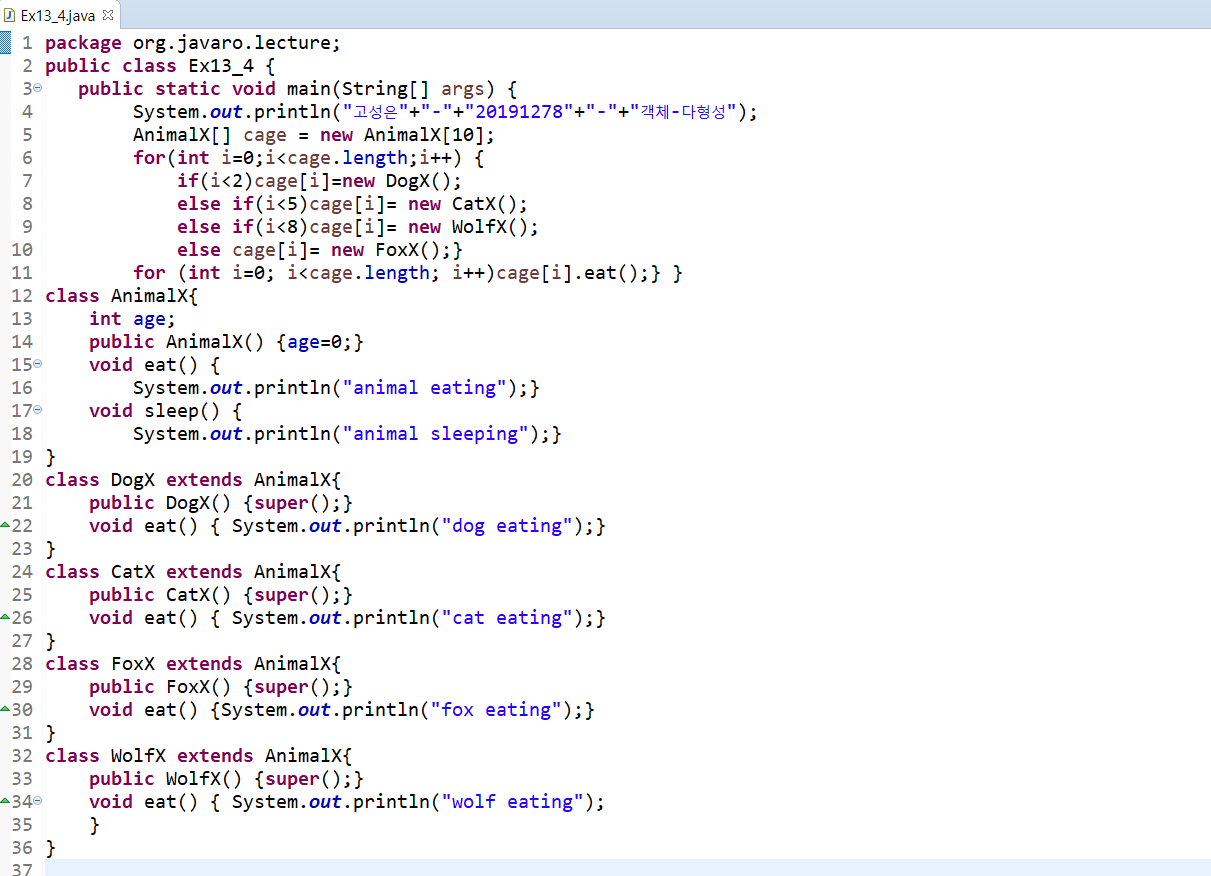 Ex13_4.java
1 package org.javaro.lecture;
2 public class Ex13_4 {
3    public static void main(String[] args) {
4         System.out.println("고성은"+"-"+"20191278"+"-"+"객체-다형성");
5         AnimalX[] cage = new AnimalX[10];
6         for(int i=0;i<cage.length;i++) {
7             if(i<2)cage[i]=new DogX();
8             else if(i<5)cage[i]= new CatX();
9             else if(i<8)cage[i]= new WolfX();
10             else cage[i]= new FoxX();}
11         for (int i=0; i<cage.length; i++)cage[i].eat();} }
12 class AnimalX{
13     int age;
14     public AnimalX() {age=0;}
15     void eat() {
16         System.out.println("animal eating");}
17     void sleep() {
18         System.out.println("animal sleeping");}
19 }
20 class DogX extends AnimalX{
21     public DogX() {super();}
22     void eat() { System.out.println("dog eating");}
23 }
24 class CatX extends AnimalX{
25     public CatX() {super();}
26     void eat() { System.out.println("cat eating");}
27 }
28 class FoxX extends AnimalX{
29     public FoxX() {super();}
30     void eat() {System.out.println("fox eating");}
31 }
32 class WolfX extends AnimalX{
33     public WolfX() {super();}
34     void eat() { System.out.println("wolf eating");
35     }
36 }
37